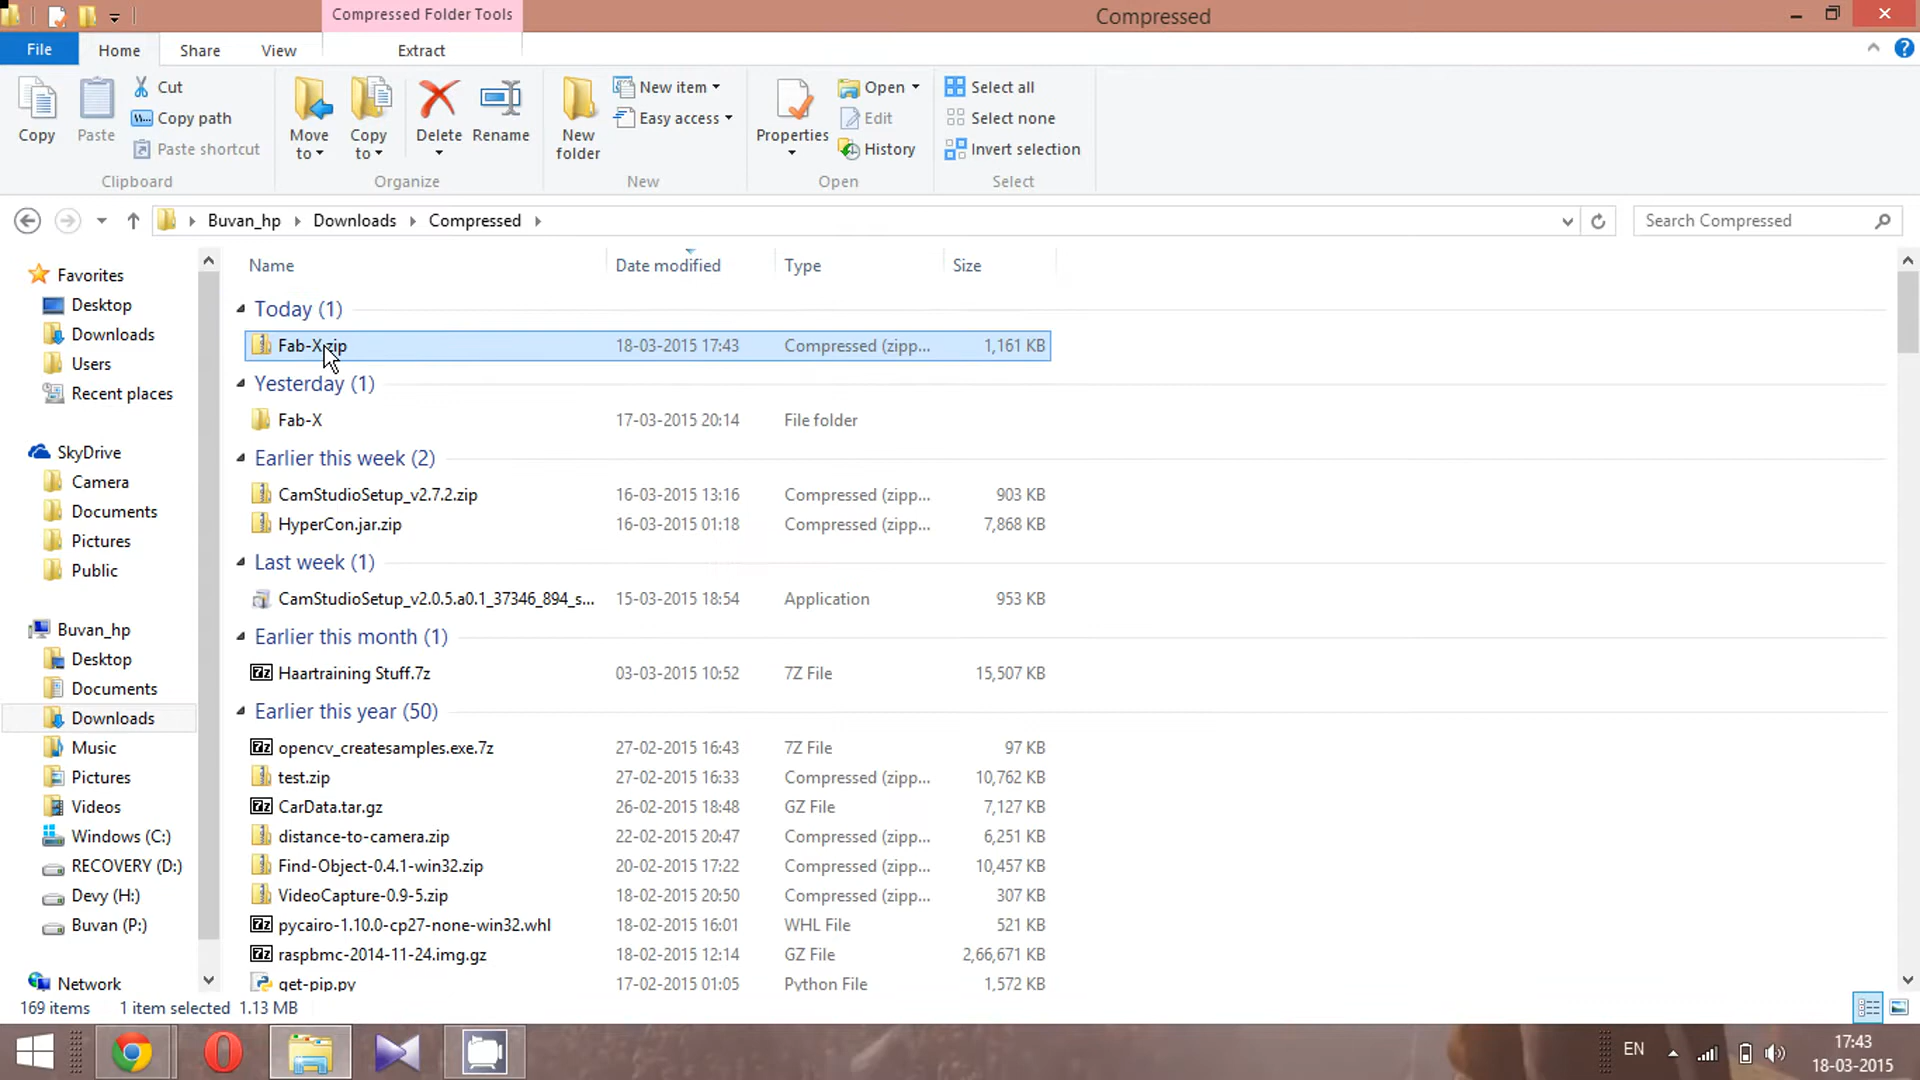 Compressed Folder Tools
Compressed
File
Home
Share
View
Extract
Copy
Paste
Cut
Copy path
Paste shortcut
Clipboard
Move to
Copy to
Delete
Rename
Organize
New folder
New item
Easy access
New
Properties
Open
Edit
History
Open
Select all
Select none
Invert selection
Select
Buvan_hp
Downloads
Compressed
Search Compressed
Favorites
Desktop
Downloads
Users
Recent places
SkyDrive
Camera
Documents
Pictures
Public
Buvan_hp
Desktop
Documents
Downloads
Music
Pictures
Videos
Windows (C:)
RECOVERY (D:)
Devy (H:)
Buvan (P:)
Network
Name Date modified Type Size
Today (1)
Fab-X.zip 18-03-2015 17:43 Compressed (zipp... 1,161 KB
Yesterday (1)
Fab-X 17-03-2015 20:14 File folder
Earlier this week (2)
CamStudioSetup_v2.7.2.zip 16-03-2015 13:16 Compressed (zipp... 903 KB
HyperCon.jar.zip 16-03-2015 01:18 Compressed (zipp... 7,868 KB
Last week (1)
CamStudioSetup_v2.0.5.a0.1_37346_894_s... 15-03-2015 18:54 Application 953 KB
Earlier this month (1)
Haartraining Stuff.7z 03-03-2015 10:52 7Z File 15,507 KB
Earlier this year (50)
opencv_createsamples.exe.7z 27-02-2015 16:43 7Z File 97 KB
test.zip 27-02-2015 16:33 Compressed (zipp... 10,762 KB
CarData.tar.gz 26-02-2015 18:48 GZ File 7,127 KB
distance-to-camera.zip 22-02-2015 20:47 Compressed (zipp... 6,251 KB
Find-Object-0.4.1-win32.zip 20-02-2015 17:22 Compressed (zipp... 10,457 KB
VideoCapture-0.9-5.zip 18-02-2015 20:50 Compressed (zipp... 307 KB
pycairo-1.10.0-cp27-none-win32.whl 18-02-2015 16:01 WHL File 521 KB
raspbmc-2014-11-24.img.gz 18-02-2015 12:14 GZ File 2,66,671 KB
get-pip.py 17-02-2015 01:05 Python File 1,572 KB
169 items 1 item selected 1.13 MB
EN
17:43
18-03-2015